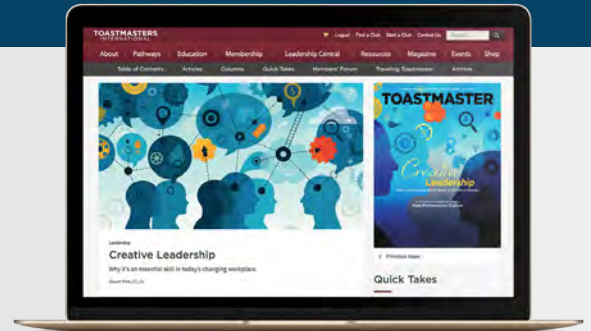 TOASTMASTERS
INTERNATIONAL
Logout Find a Club Start a Club Contact Us
About Pathways Education Membership Leadership Central Resources Magazine Events Shop
Table of Contents Articles Columns Quick Takes Members' Forum Traveling Toastmaster Archive
TOASTMASTER
Creative
Leadership
Leadership
Creative Leadership
Why it's an essential skill in today's changing workplace.
Previous Issue
Quick Takes